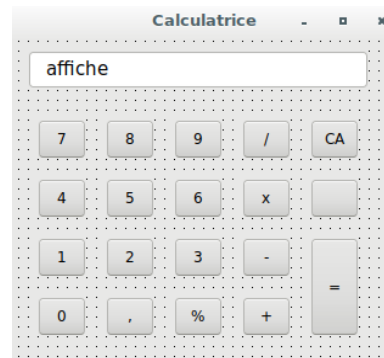 Calculatrice
affiche
7 8 9 / CA
4 5 6 x
1 2 3 -
=
0 , % +